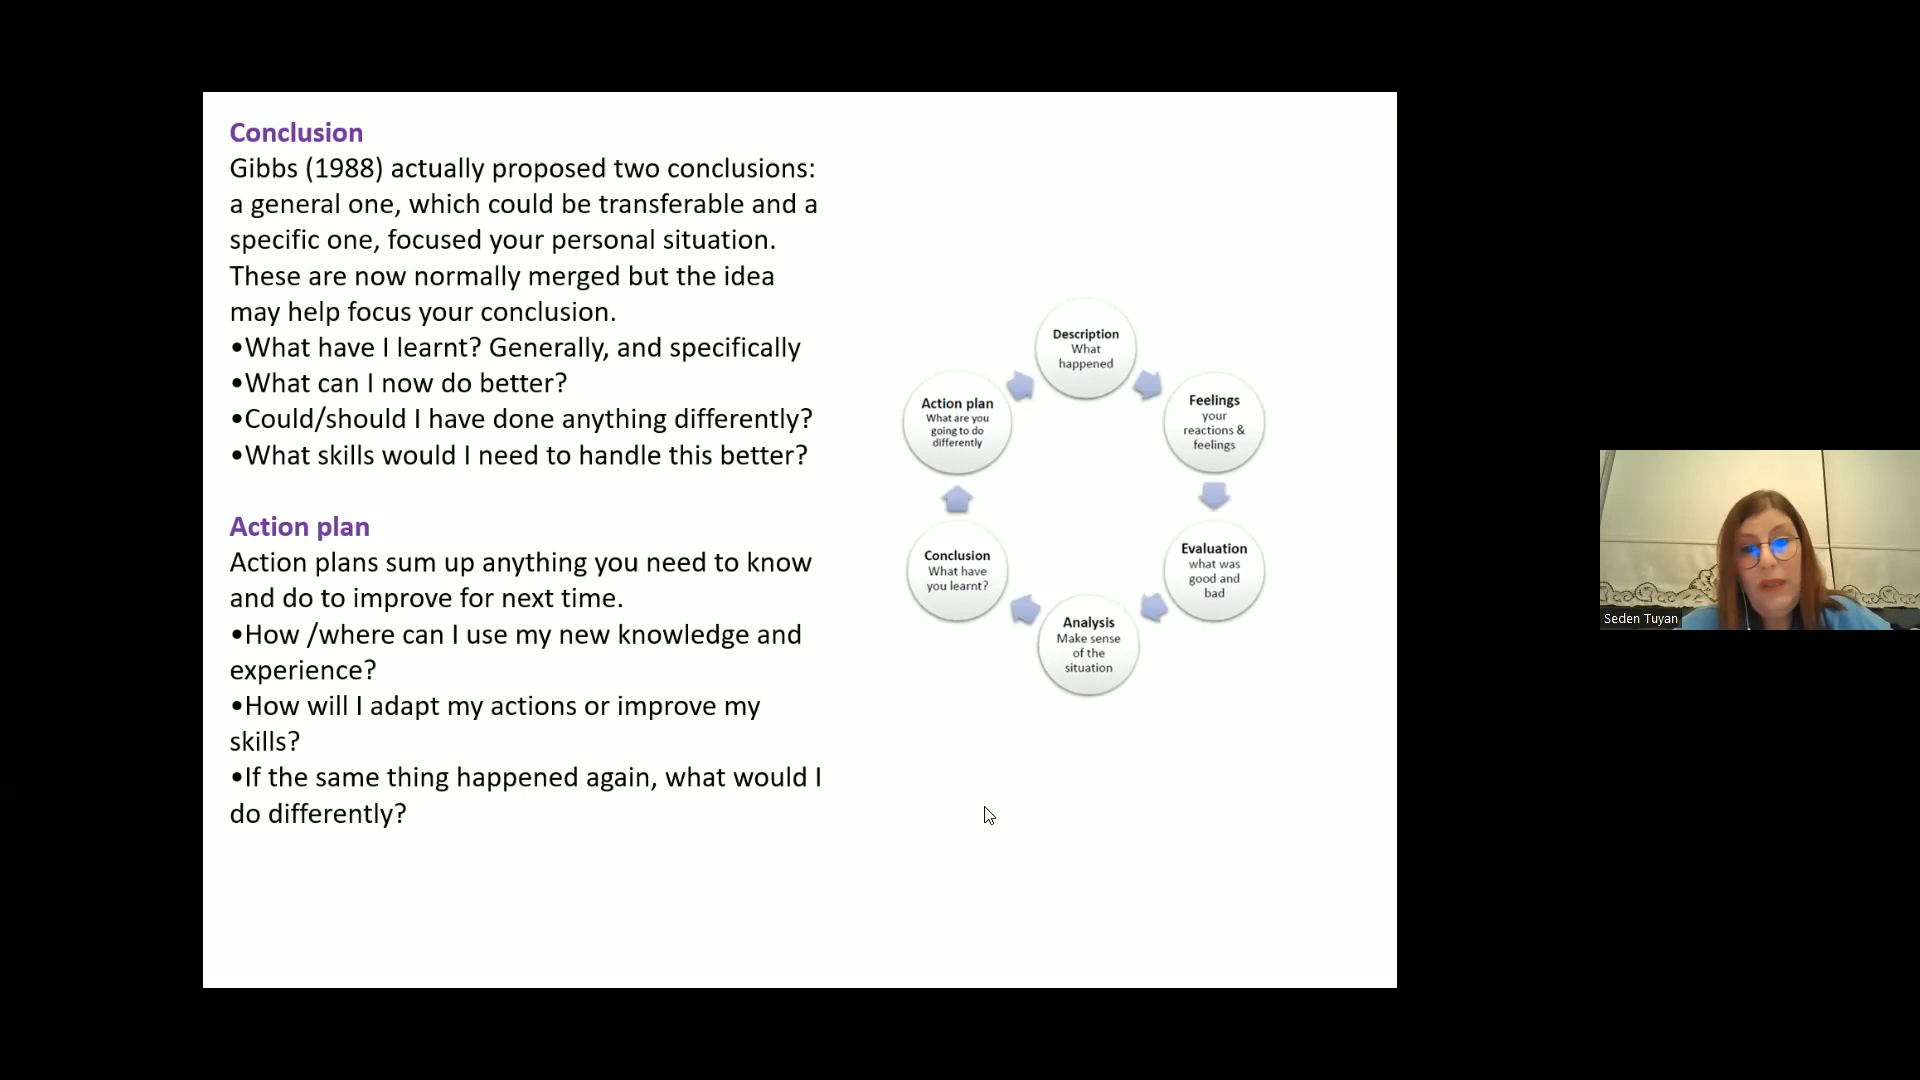 Conclusion
Gibbs (1988) actually proposed two conclusions:
a general one, which could be transferable and a
specific one, focused your personal situation.
These are now normally merged but the idea
may help focus your conclusion.
•What have I learnt? Generally, and specifically
•What can I now do better?
•Could/should I have done anything differently?
•What skills would I need to handle this better?
Action plan
Action plans sum up anything you need to know
and do to improve for next time.
•How /where can I use my new knowledge and
experience?
•How will I adapt my actions or improve my
skills?
•If the same thing happened again, what would I
do differently?
Description
What
happened
Feelings
your
reactions &
feelings
Evaluation
what was
good and
bad
Analysis
Make sense
of the
situation
Conclusion
What have
you learnt?
Action plan
What are you
going to do
differently
Seden Tuyan